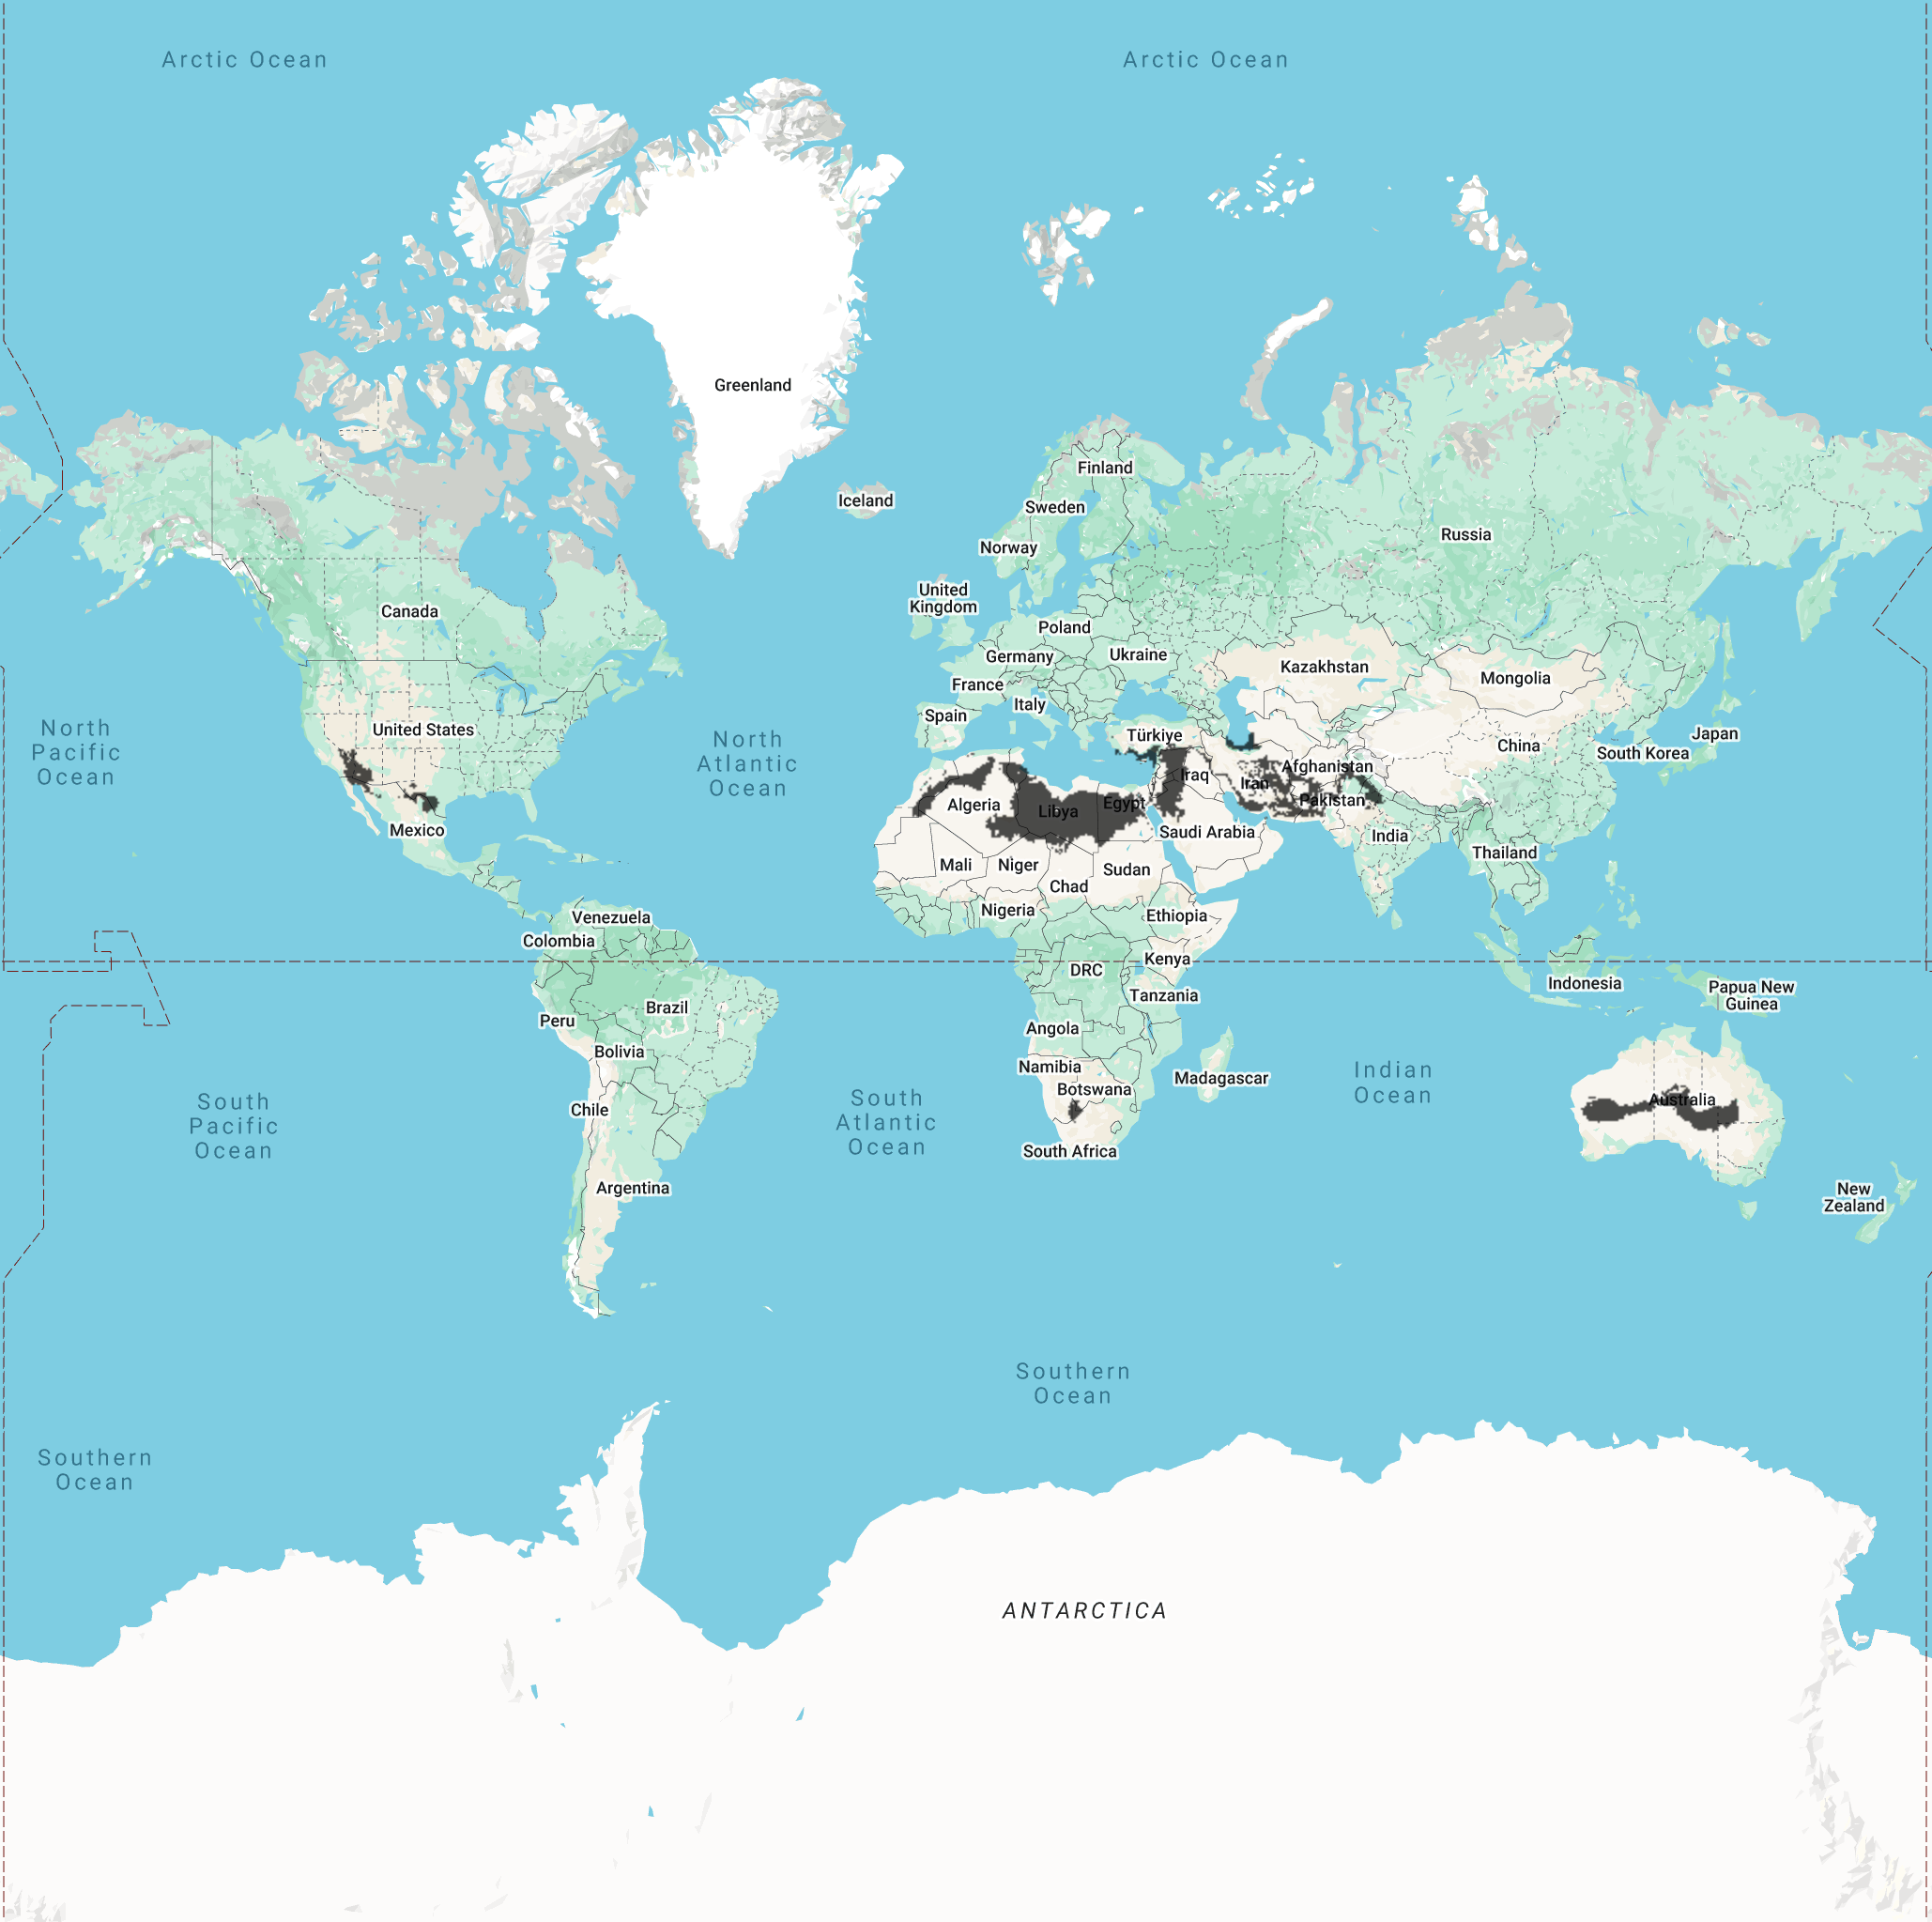 Arctic Ocean
Arctic Ocean
Greenland
Finland
Iceland
Sweden
Russia
Norway
United
Kingdom
Canada
Poland
Germany
Ukraine
Kazakhstan
Mongolia
France
Italy
Spain
North
Pacific
Ocean
United States
North
Atlantic
Ocean
Türkiye
Japan
China
South Korea
Afghanistan
Iraq
Iran
Algeria
Libya
Egypt
Pakistan
Mexico
Saudi Arabia
India
Thailand
Mali
Niger
Sudan
Chad
Nigeria
Ethiopia
Venezuela
Colombia
Kenya
DRC
Indonesia
Papua New
Guinea
Tanzania
Brazil
Peru
Angola
Bolivia
Namibia
Madagascar
Botswana
Indian
Ocean
Australia
Chile
South
Pacific
Ocean
South
Atlantic
Ocean
South Africa
Argentina
New
Zealand
Southern
Ocean
Southern
Ocean
ANTARCTICA